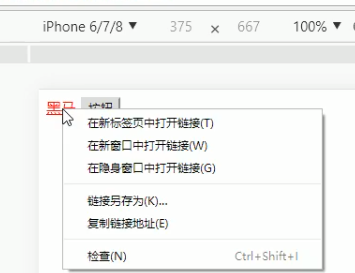 iPhone 6/7/8 ▼ 375 × 667 100% ▼
黑马 按钮
在新标签页中打开链接(T)
在新窗口中打开链接(W)
在隐身窗口中打开链接(G)
链接另存为(K)...
复制链接地址(E)
检查(N) Ctrl+Shift+I